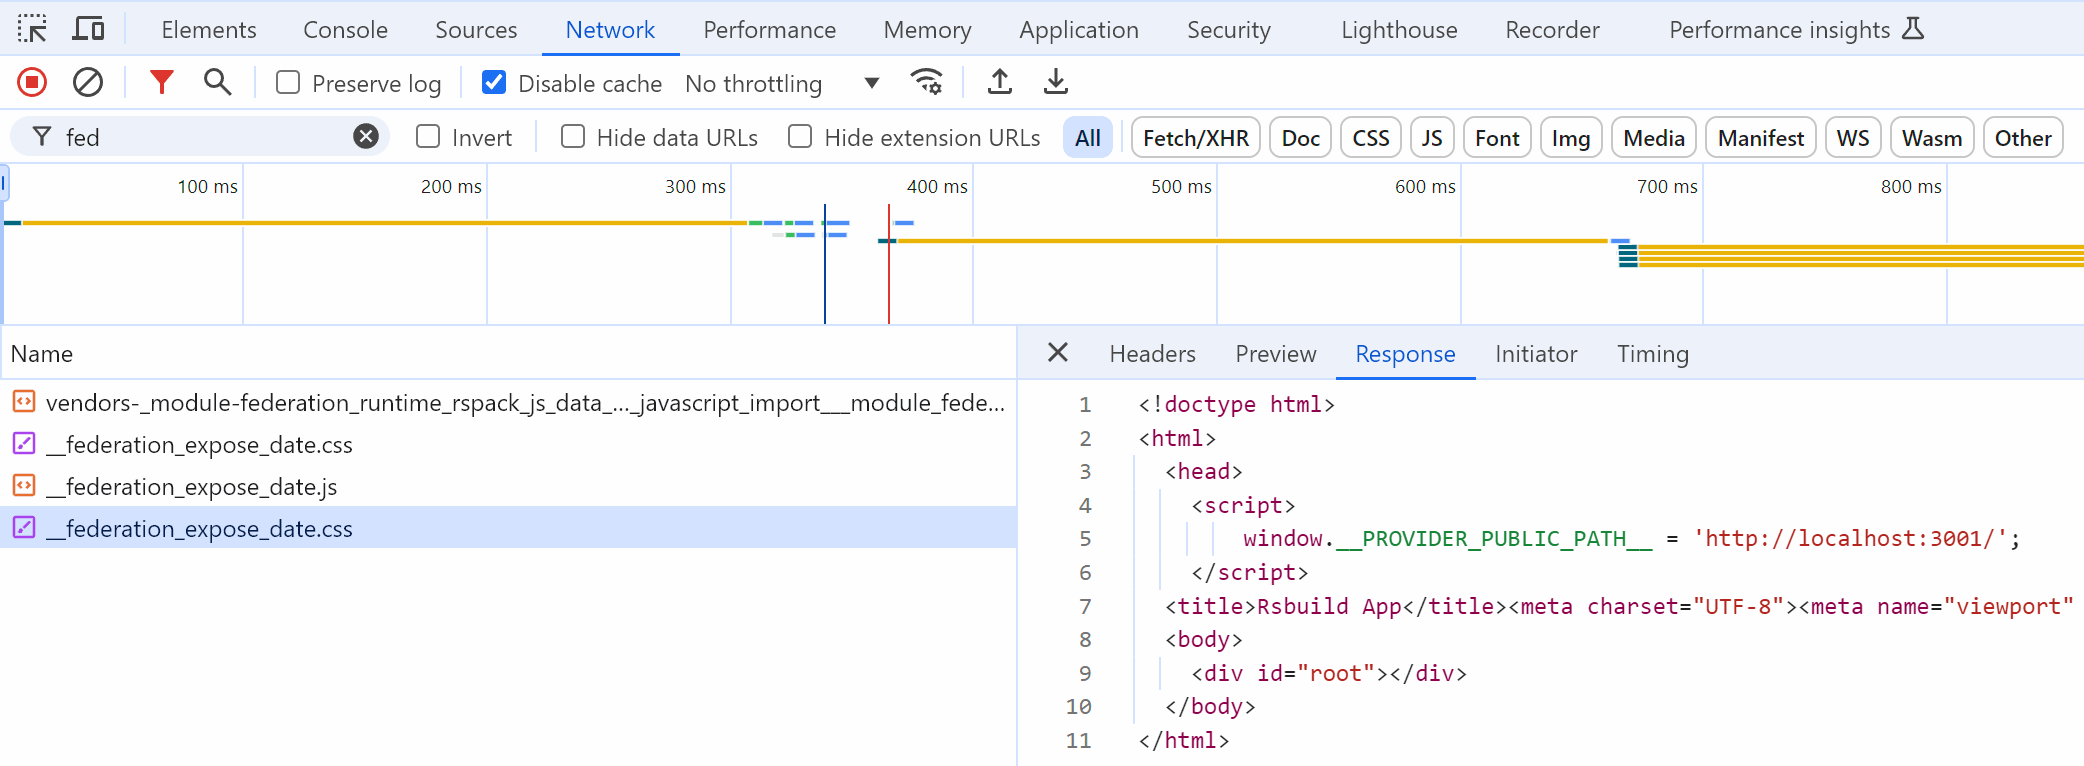 Elements Console Sources Network Performance Memory Application Security Lighthouse Recorder Performance insights
Preserve log Disable cache No throttling
fed Invert Hide data URLs Hide extension URLs All Fetch/XHR Doc CSS JS Font Img Media Manifest WS Wasm Other
100 ms 200 ms 300 ms 400 ms 500 ms 600 ms 700 ms 800 ms
Name
vendors-_module-federation_runtime_rspack_js_data_..._javascript_import___module_fede...
__federation_expose_date.css
__federation_expose_date.js
__federation_expose_date.css
Headers Preview Response Initiator Timing
1 <!doctype html>
2 <html>
3 <head>
4 <script>
5 window.__PROVIDER_PUBLIC_PATH__ = 'http://localhost:3001/';
6 </script>
7 <title>Rsbuild App</title><meta charset="UTF-8"><meta name="viewport"
8 <body>
9 <div id="root"></div>
10 </body>
11 </html>